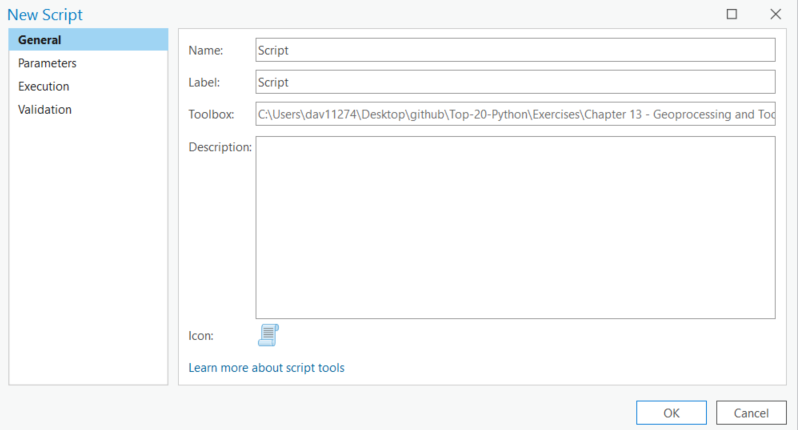 New Script
General
Parameters
Execution
Validation
Name: Script
Label: Script
Toolbox: C:\Users\dav11274\Desktop\github\Top-20-Python\Exercises\Chapter 13 - Geoprocessing and Too
Description:
Icon:
Learn more about script tools
OK Cancel